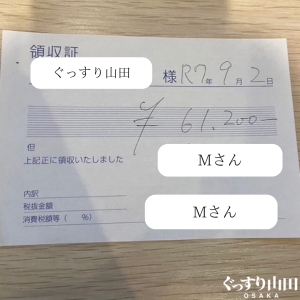 領収証
ぐっすり山田 様 R7年9月2日
¥61,200-
但
上記正に領収いたしました
Mさん
内訳
税抜金額
消費税額等( %)
Mさん
ぐっすり山田
OSAKA